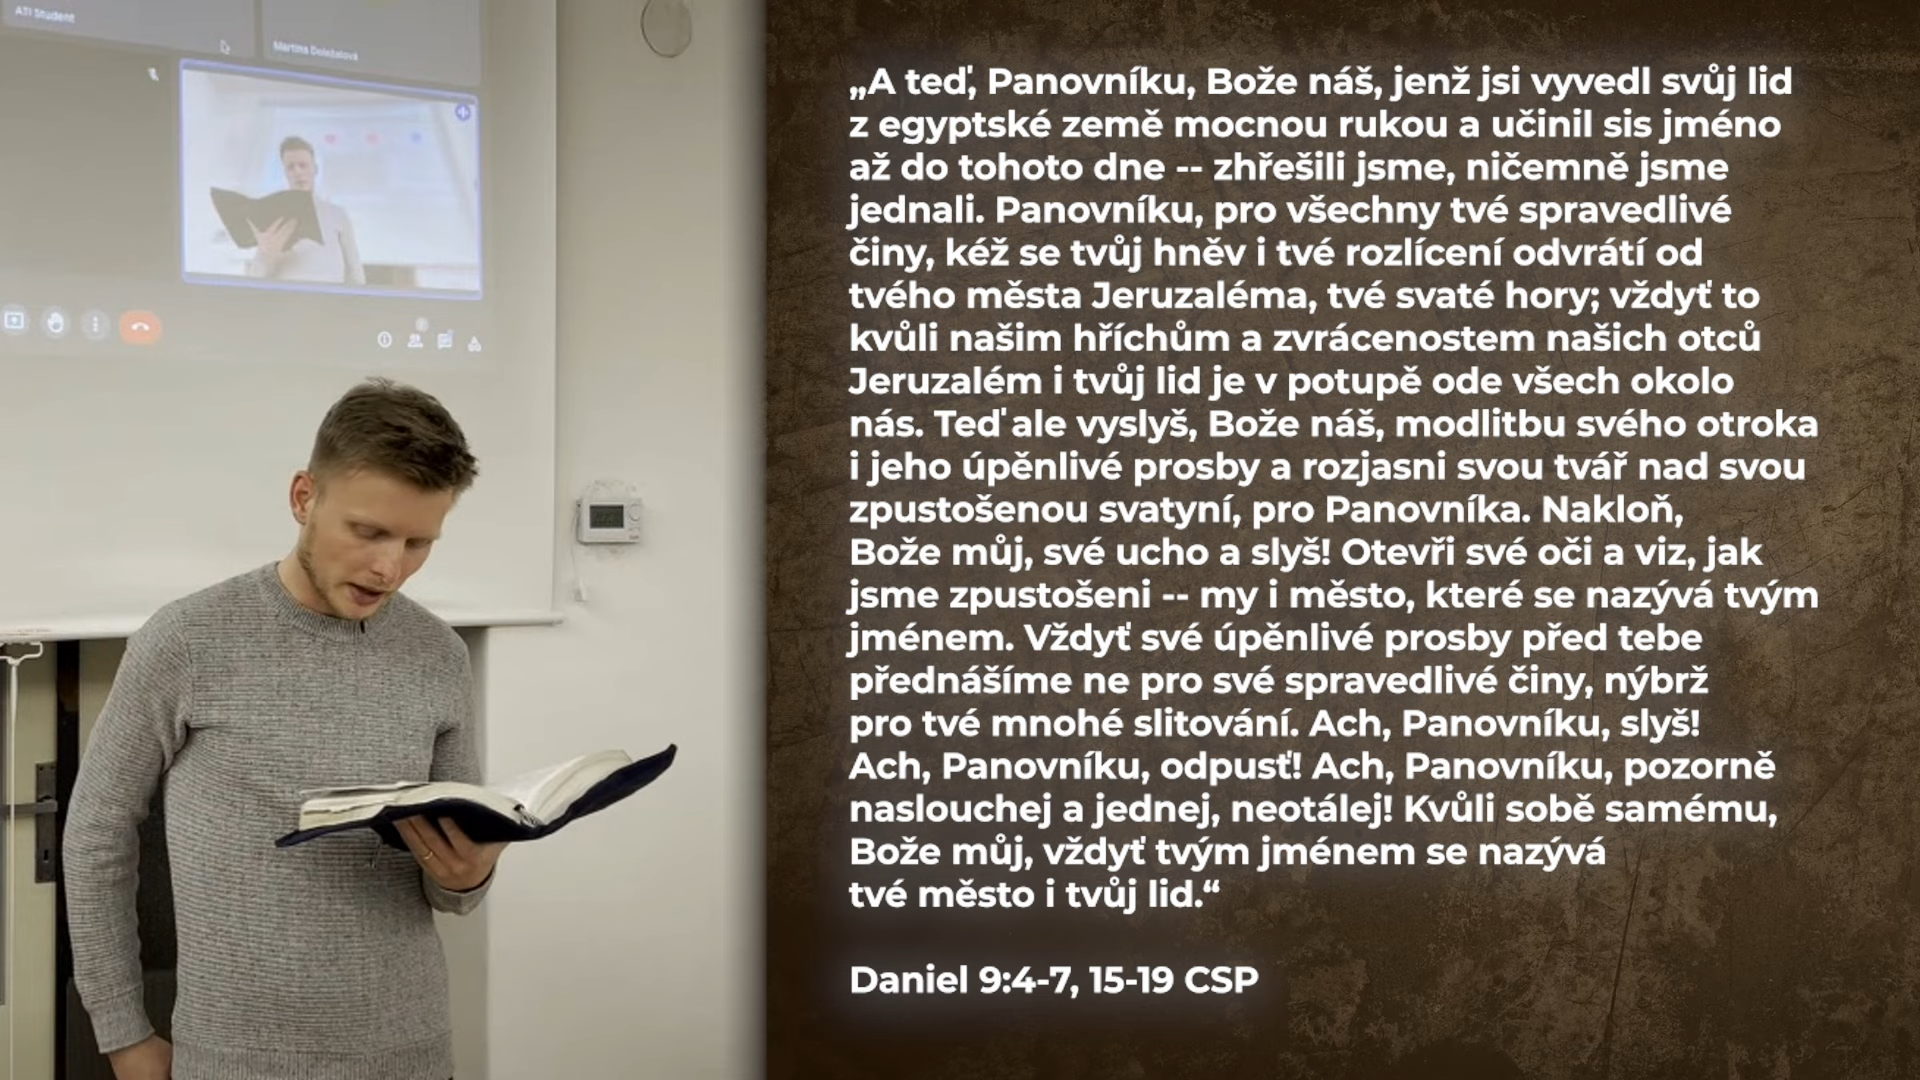 ATI Student
Martina Doležalová
„A teď, Panovníku, Bože náš, jenž jsi vyvedl svůj lid
z egyptské země mocnou rukou a učinil sis jméno
až do tohoto dne -- zhřešili jsme, ničemně jsme
jednali. Panovníku, pro všechny tvé spravedlivé
činy, kéž se tvůj hněv i tvé rozlícení odvrátí od
tvého města Jeruzaléma, tvé svaté hory; vždyť to
kvůli našim hříchům a zvrácenostem našich otců
Jeruzalém i tvůj lid je v potupě ode všech okolo
nás. Teď ale vyslyš, Bože náš, modlitbu svého otroka
i jeho úpěnlivé prosby a rozjasni svou tvář nad svou
zpustošenou svatyní, pro Panovníka. Nakloň,
Bože můj, své ucho a slyš! Otevři své oči a viz, jak
jsme zpustošeni -- my i město, které se nazývá tvým
jménem. Vždyť své úpěnlivé prosby před tebe
přednášíme ne pro své spravedlivé činy, nýbrž
pro tvé mnohé slitování. Ach, Panovníku, slyš!
Ach, Panovníku, odpusť! Ach, Panovníku, pozorně
naslouchej a jednej, neotálej! Kvůli sobě samému,
Bože můj, vždyť tvým jménem se nazývá
tvé město i tvůj lid.“
Daniel 9:4-7, 15-19 CSP